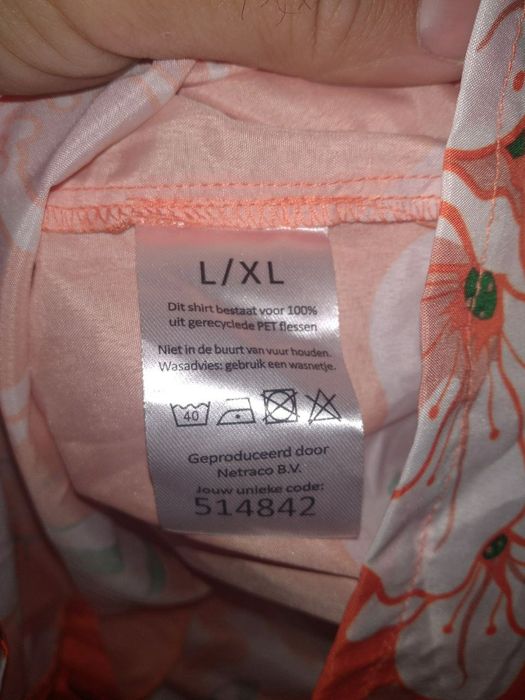 L/XL
Dit shirt bestaat voor 100%
uit gerecyclede PET flessen
Niet in de buurt van vuur houden.
Wasadvies: gebruik een wasnetje.
40
Geproduceerd door
Netraco B.V.
Jouw unieke code:
514842